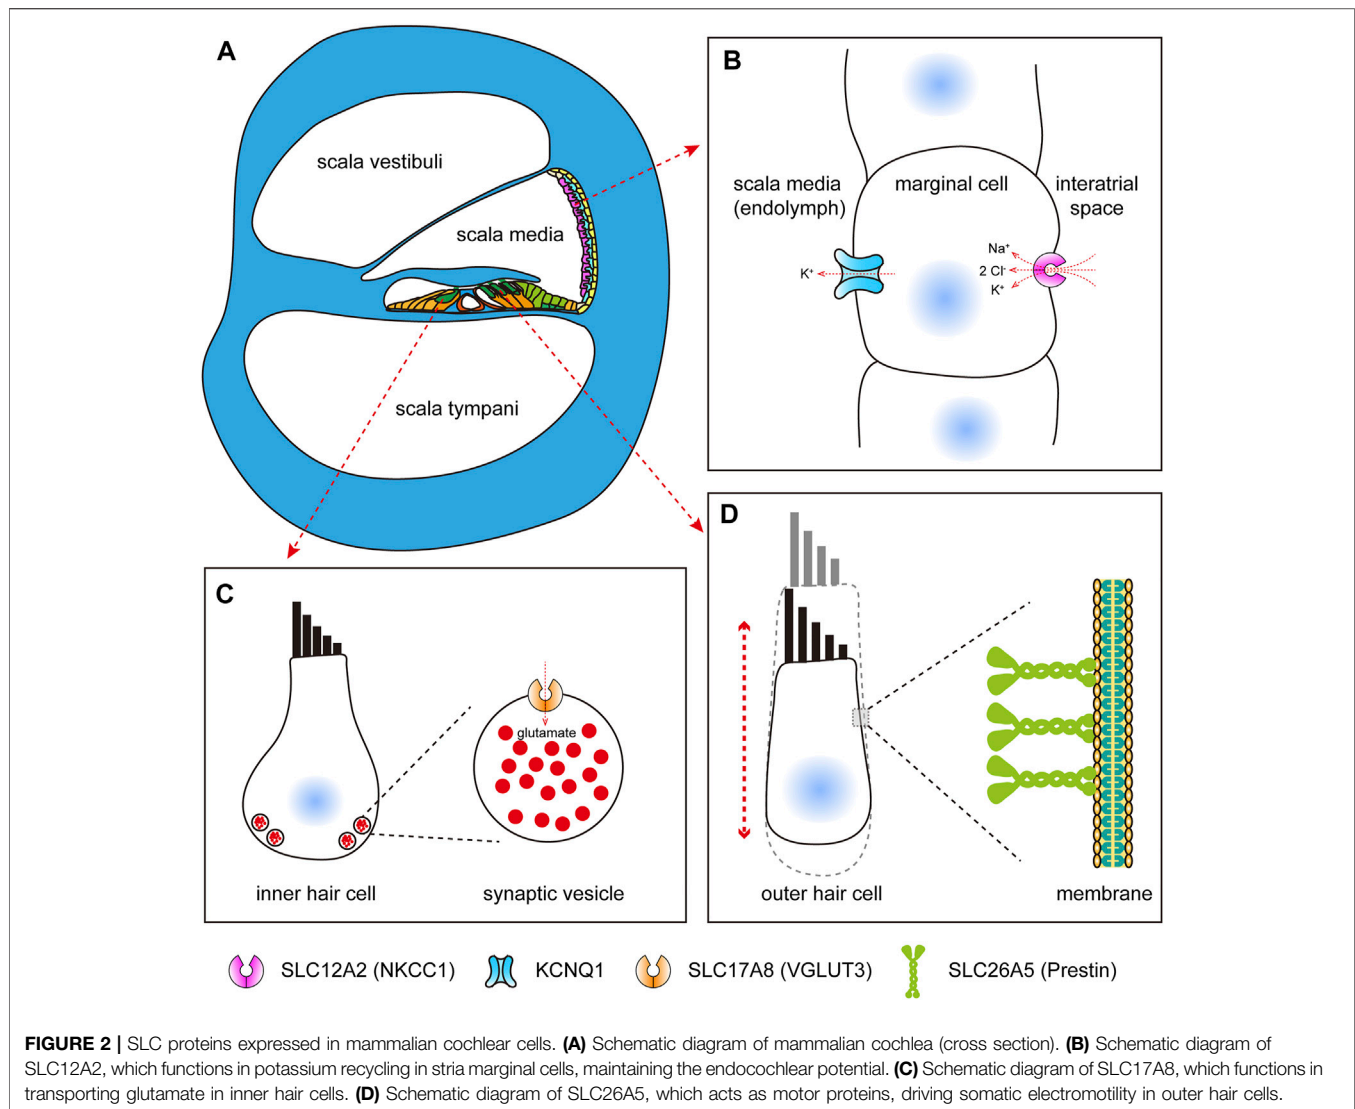 A
scala vestibuli
scala media
scala tympani
B
scala media
(endolymph)
marginal cell
interatrial
space
K⁺
Na⁺
2 Cl⁻
K⁺
C
glutamate
inner hair cell
synaptic vesicle
D
outer hair cell
membrane
SLC12A2 (NKCC1)
KCNQ1
SLC17A8 (VGLUT3)
SLC26A5 (Prestin)
FIGURE 2 | SLC proteins expressed in mammalian cochlear cells. (A) Schematic diagram of mammalian cochlea (cross section). (B) Schematic diagram of
SLC12A2, which functions in potassium recycling in stria marginal cells, maintaining the endocochlear potential. (C) Schematic diagram of SLC17A8, which functions in
transporting glutamate in inner hair cells. (D) Schematic diagram of SLC26A5, which acts as motor proteins, driving somatic electromotility in outer hair cells.